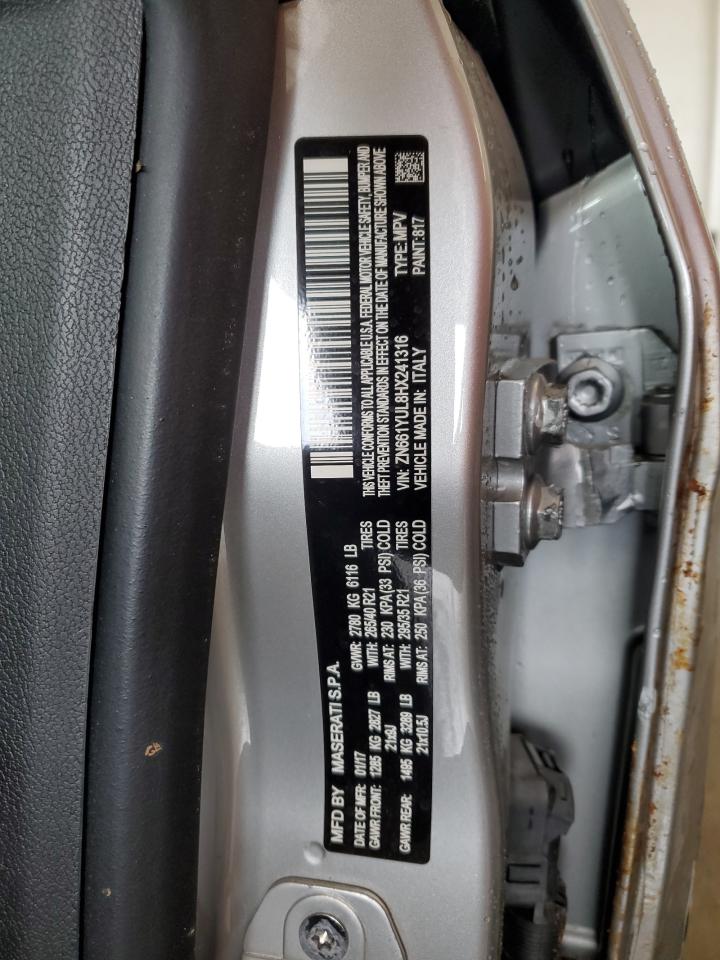 MFD BY MASERATI S.P.A.
DATE OF MFR: 01/17 GWWR: 2780 KG 6116 LB
GAWR FRONT: 1285 KG 2827 LB WITH: 265/40 R21 TIRES
21x9J RIMS AT: 230 KPA (33 PSI) COLD
GAWR REAR: 1495 KG 3289 LB WITH: 295/35 R21 TIRES
21x10.5J RIMS AT: 250 KPA (36 PSI) COLD
THIS VEHICLE CONFORMS TO ALL APPLICABLE U.S.A. FEDERAL MOTOR VEHICLE SAFETY, BUMPER AND
THEFT PREVENTION STANDARDS IN EFFECT ON THE DATE OF MANUFACTURE SHOWN ABOVE
VIN: ZN661YUL8HX241316 TYPE: MPV
VEHICLE MADE IN: ITALY PAINT: 817